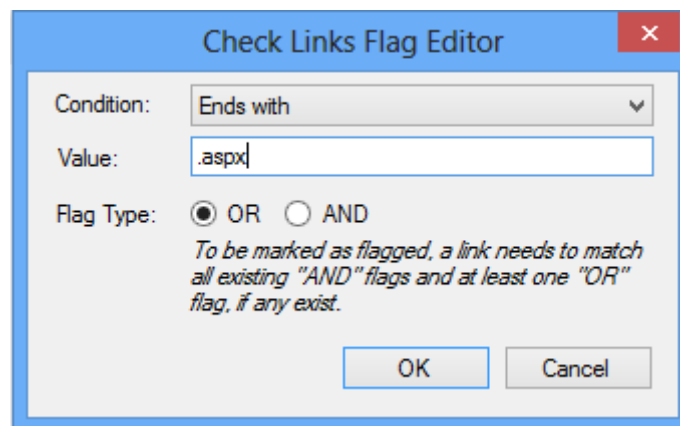 Check Links Flag Editor
Condition: Ends with
Value: .aspx
Flag Type: OR AND
To be marked as flagged, a link needs to match
all existing "AND" flags and at least one "OR"
flag, if any exist.
OK Cancel